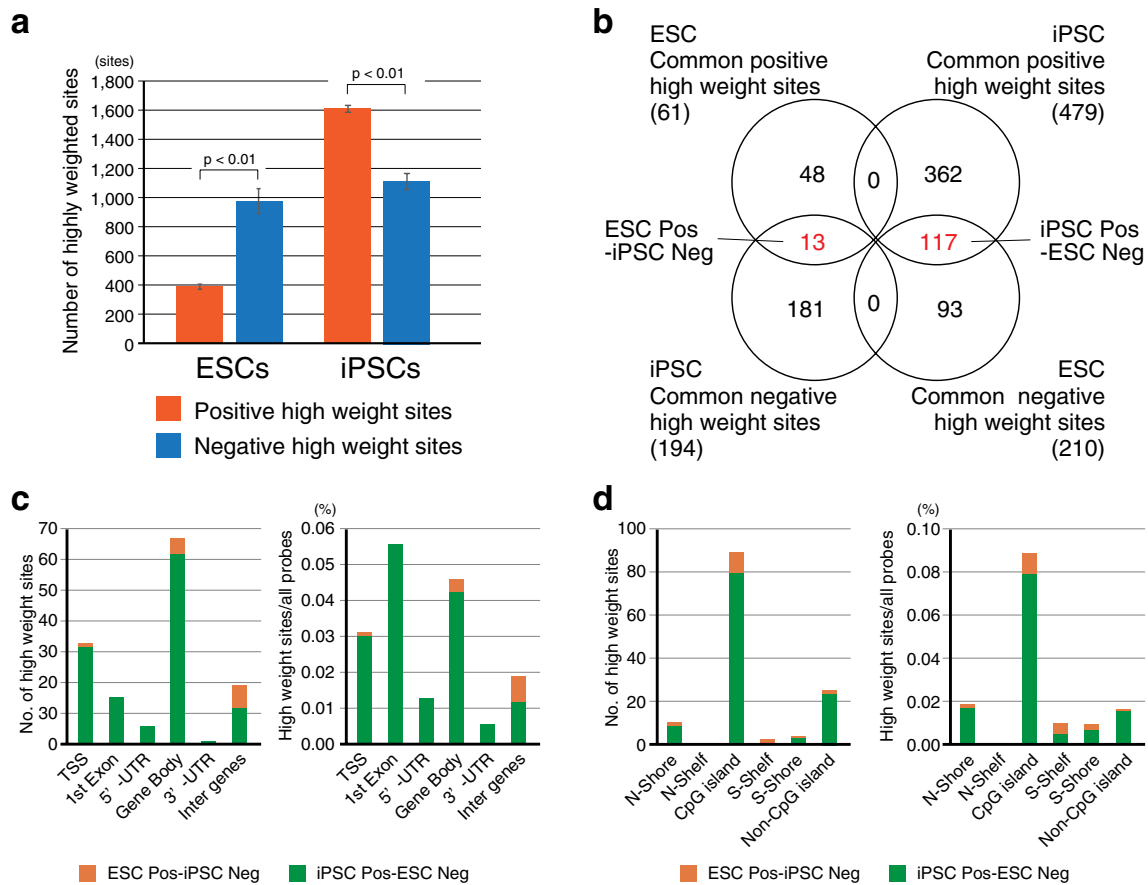 a
(sites)
Number of highly weighted sites
1,800
1,600
1,400
1,200
1,000
800
600
400
200
0
p < 0.01
p < 0.01
ESCs
iPSCs
Positive high weight sites
Negative high weight sites
b
ESC
Common positive
high weight sites
(61)
iPSC
Common positive
high weight sites
(479)
48
0
362
ESC Pos
-iPSC Neg
13
117
iPSC Pos
-ESC Neg
181
0
93
iPSC
Common negative
high weight sites
(194)
ESC
Common negative
high weight sites
(210)
c
No. of high weight sites
70
60
50
40
30
20
30
0
TSS
1st Exon
5' -UTR
Gene Body
3' -UTR
Inter genes
(%)
High weight sites/all probes
0.06
0.05
0.04
0.03
0.02
0.01
0.00
TSS
1st Exon
5' -UTR
Gene Body
3' -UTR
Inter genes
ESC Pos-iPSC Neg
iPSC Pos-ESC Neg
d
No. of high weight sites
100
80
60
40
20
0
N-Shore
N-Shelf
CpG island
S-Shelf
S-Shore
Non-CpG island
(%)
High weight sites/all probes
0.10
0.08
0.06
0.04
0.02
0.00
N-Shore
N-Shelf
CpG island
S-Shelf
S-Shore
Non-CpG island
ESC Pos-iPSC Neg
iPSC Pos-ESC Neg